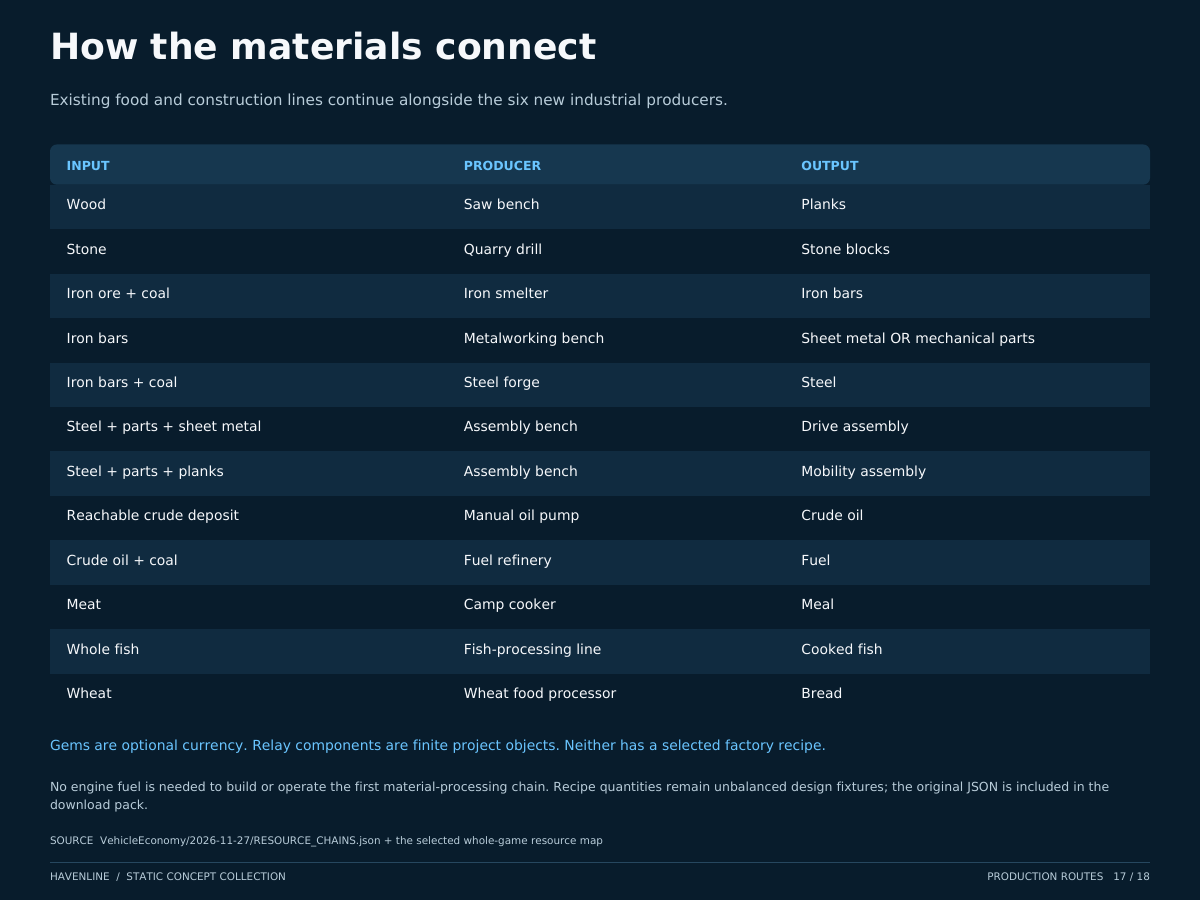 How the materials connect
Existing food and construction lines continue alongside the six new industrial producers.
INPUT PRODUCER OUTPUT
Wood Saw bench Planks
Stone Quarry drill Stone blocks
Iron ore + coal Iron smelter Iron bars
Iron bars Metalworking bench Sheet metal OR mechanical parts
Iron bars + coal Steel forge Steel
Steel + parts + sheet metal Assembly bench Drive assembly
Steel + parts + planks Assembly bench Mobility assembly
Reachable crude deposit Manual oil pump Crude oil
Crude oil + coal Fuel refinery Fuel
Meat Camp cooker Meal
Whole fish Fish-processing line Cooked fish
Wheat Wheat food processor Bread
Gems are optional currency. Relay components are finite project objects. Neither has a selected factory recipe.
No engine fuel is needed to build or operate the first material-processing chain. Recipe quantities remain unbalanced design fixtures; the original JSON is included in the
download pack.
SOURCE VehicleEconomy/2026-11-27/RESOURCE_CHAINS.json + the selected whole-game resource map
HAVENLINE / STATIC CONCEPT COLLECTION PRODUCTION ROUTES 17 / 18